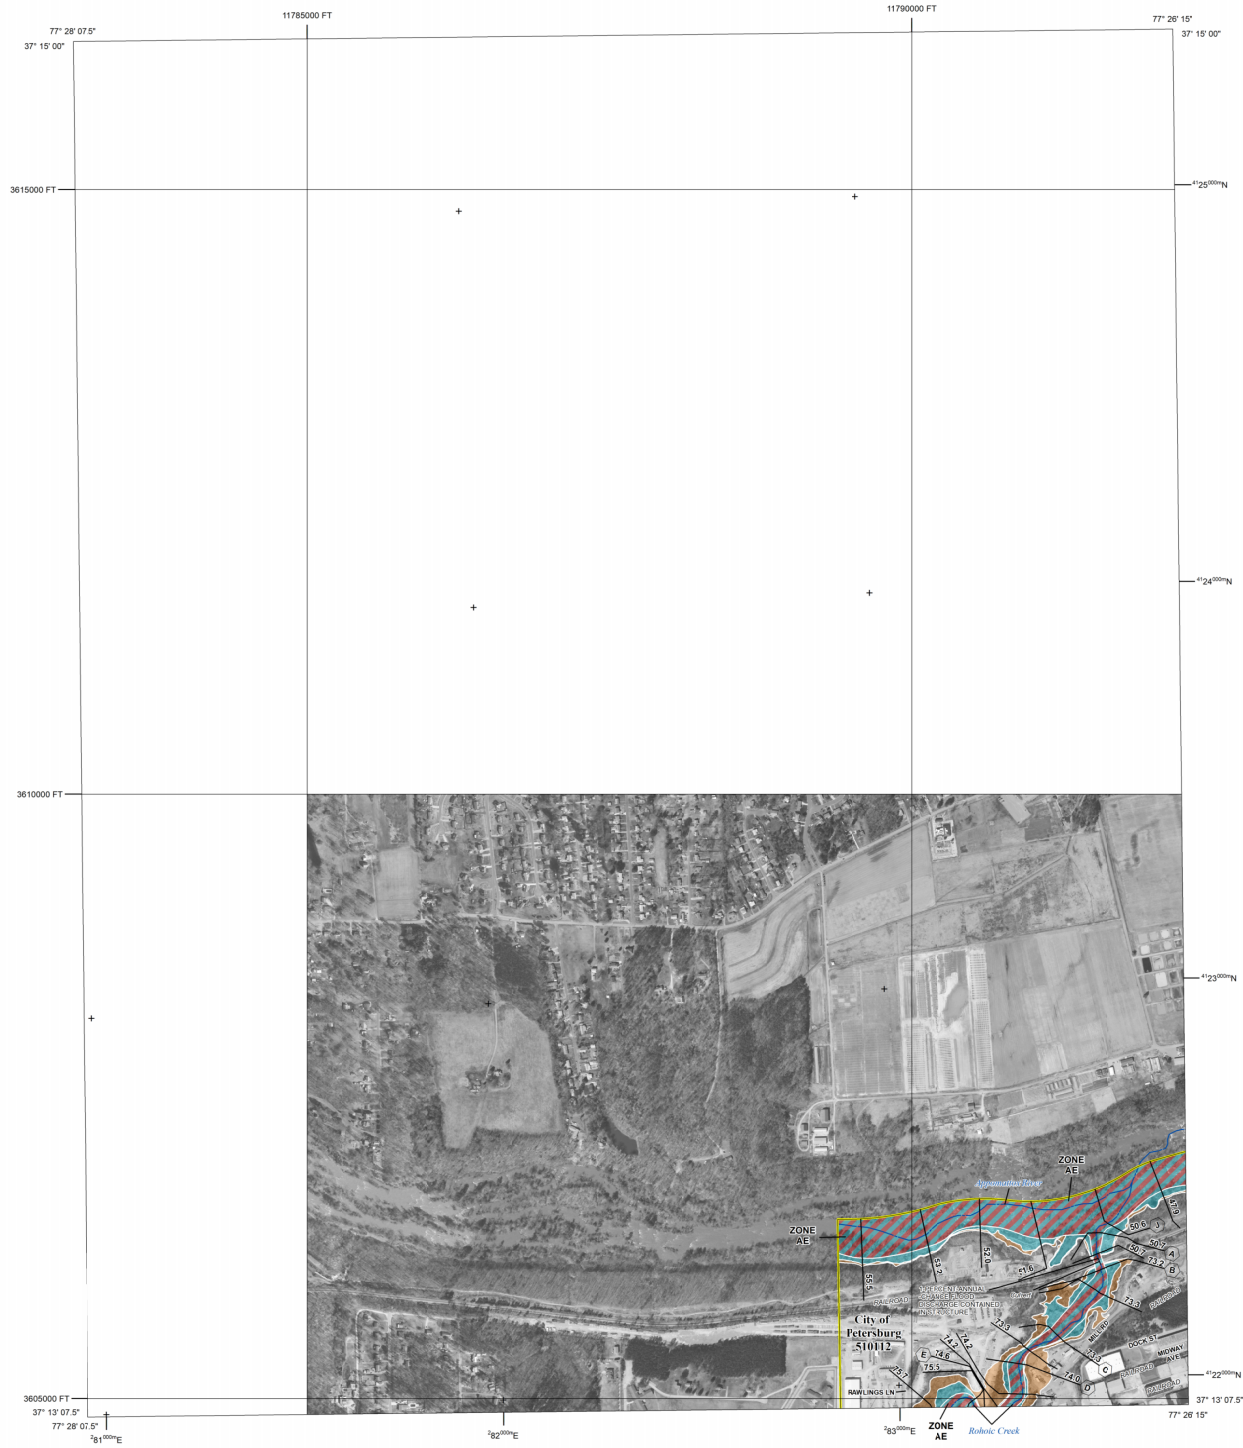 11785000 FT
11790000 FT
77° 28' 07.5"
77° 26' 15"
37° 15' 00"
37° 15' 00"
3615000 FT
4125000mN
4124000mN
3610000 FT
4123000mN
ZONE
AE
Appomattox River
ZONE
AE
47.9
50.6
J
50.7
A
50.7
73.2
B
52.0
53.2
51.6
55.5
73.3
RAILROAD
RAILROAD
1 PERCENT ANNUAL
CHANCE FLOOD
DISCHARGE CONTAINED
IN STRUCTURE
Culvert
City of
Petersburg
510112
73.3
MILL RD
DOCK ST
MIDWAY
AVE
74.2
74.2
E
74.6
75.5
75.7
73.3
C
74.0
D
RAILROAD
RAILROAD
RAWLINGS LN
4122000mN
3605000 FT
37° 13' 07.5"
37° 13' 07.5"
77° 28' 07.5"
77° 26' 15"
281000mE
282000mE
283000mE
ZONE
AE
Rohoic Creek